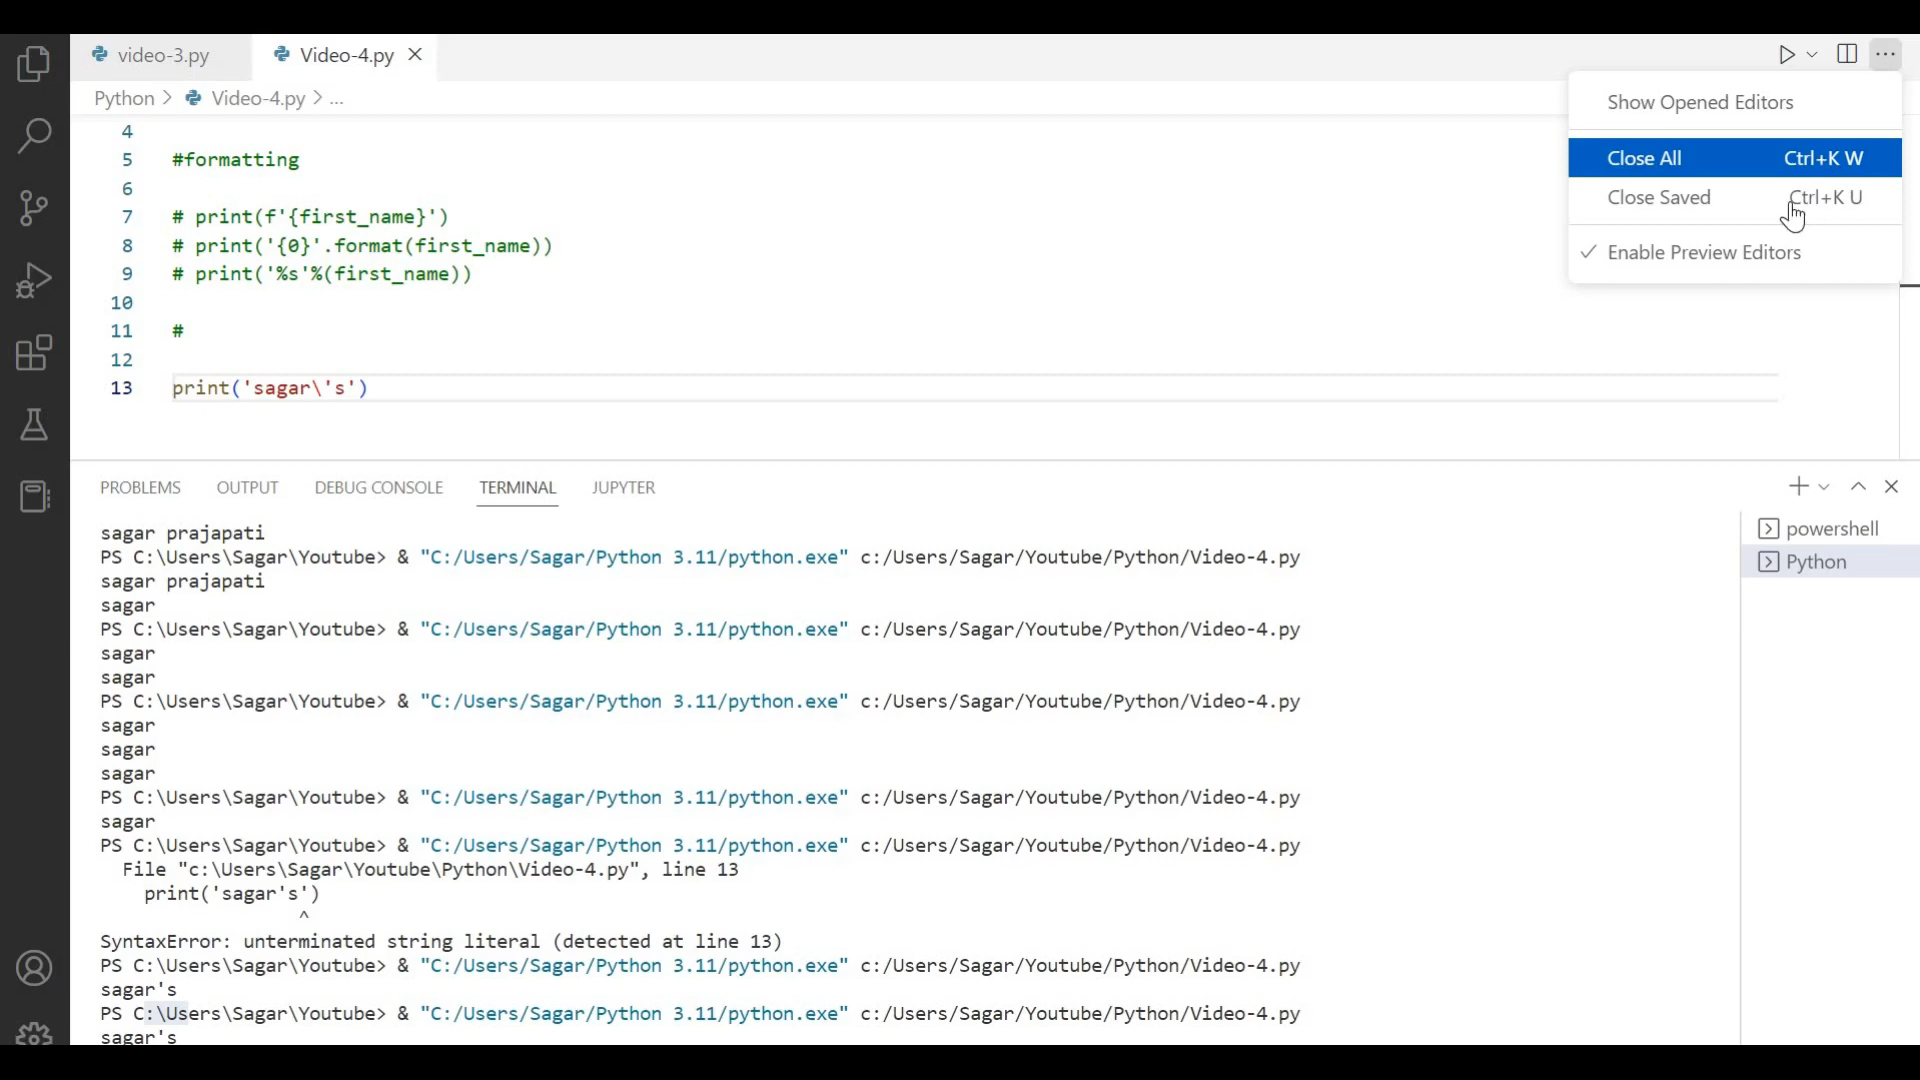 video-3.py
Video-4.py
Python > Video-4.py > ...
Show Opened Editors
Close All Ctrl+K W
Close Saved Ctrl+K U
Enable Preview Editors
4
5 #formatting
6
7 # print(f'{first_name}')
8 # print('{0}'.format(first_name))
9 # print('%s'%(first_name))
10
11 #
12
13 print('sagar\'s')
PROBLEMS OUTPUT DEBUG CONSOLE TERMINAL JUPYTER
powershell
Python
sagar prajapati
PS C:\Users\Sagar\Youtube> & "C:/Users/Sagar/Python 3.11/python.exe" c:/Users/Sagar/Youtube/Python/Video-4.py
sagar prajapati
sagar
PS C:\Users\Sagar\Youtube> & "C:/Users/Sagar/Python 3.11/python.exe" c:/Users/Sagar/Youtube/Python/Video-4.py
sagar
sagar
PS C:\Users\Sagar\Youtube> & "C:/Users/Sagar/Python 3.11/python.exe" c:/Users/Sagar/Youtube/Python/Video-4.py
sagar
sagar
sagar
PS C:\Users\Sagar\Youtube> & "C:/Users/Sagar/Python 3.11/python.exe" c:/Users/Sagar/Youtube/Python/Video-4.py
sagar
PS C:\Users\Sagar\Youtube> & "C:/Users/Sagar/Python 3.11/python.exe" c:/Users/Sagar/Youtube/Python/Video-4.py
File "c:\Users\Sagar\Youtube\Python\Video-4.py", line 13
print('sagar's')
^
SyntaxError: unterminated string literal (detected at line 13)
PS C:\Users\Sagar\Youtube> & "C:/Users/Sagar/Python 3.11/python.exe" c:/Users/Sagar/Youtube/Python/Video-4.py
sagar's
PS C:\Users\Sagar\Youtube> & "C:/Users/Sagar/Python 3.11/python.exe" c:/Users/Sagar/Youtube/Python/Video-4.py
sagar's